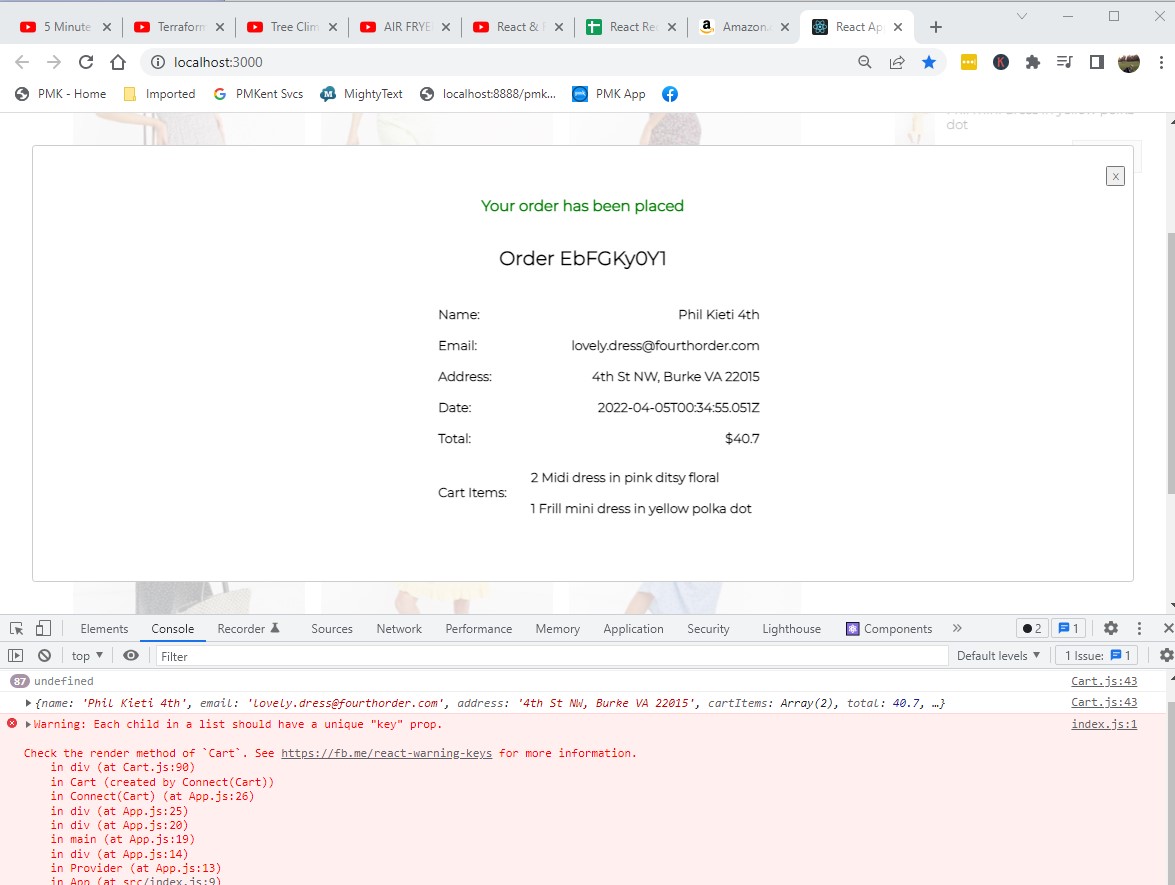 5 Minute
Terraform
Tree Clim
AIR FRYE
React &
React Re
Amazon.
React Ap
localhost:3000
PMK - Home
Imported
PMKent Svcs
MightyText
localhost:8888/pmk...
PMK App
dot
x
Your order has been placed
Order EbFGKy0Y1
Name: Phil Kieti 4th
Email: lovely.dress@fourthorder.com
Address: 4th St NW, Burke VA 22015
Date: 2022-04-05T00:34:55.051Z
Total: $40.7
Cart Items:
2 Midi dress in pink ditsy floral
1 Frill mini dress in yellow polka dot
Elements Console Recorder Sources Network Performance Memory Application Security Lighthouse Components » 2 1
top Filter Default levels 1 Issue: 1
87 undefined Cart.js:43
{name: 'Phil Kieti 4th', email: 'lovely.dress@fourthorder.com', address: '4th St NW, Burke VA 22015', cartItems: Array(2), total: 40.7, …} Cart.js:43
Warning: Each child in a list should have a unique "key" prop. index.js:1
Check the render method of `Cart`. See https://fb.me/react-warning-keys for more information.
in div (at Cart.js:90)
in Cart (created by Connect(Cart))
in Connect(Cart) (at App.js:26)
in div (at App.js:25)
in div (at App.js:20)
in main (at App.js:19)
in div (at App.js:14)
in Provider (at App.js:13)
in App (at src/index.js:9)